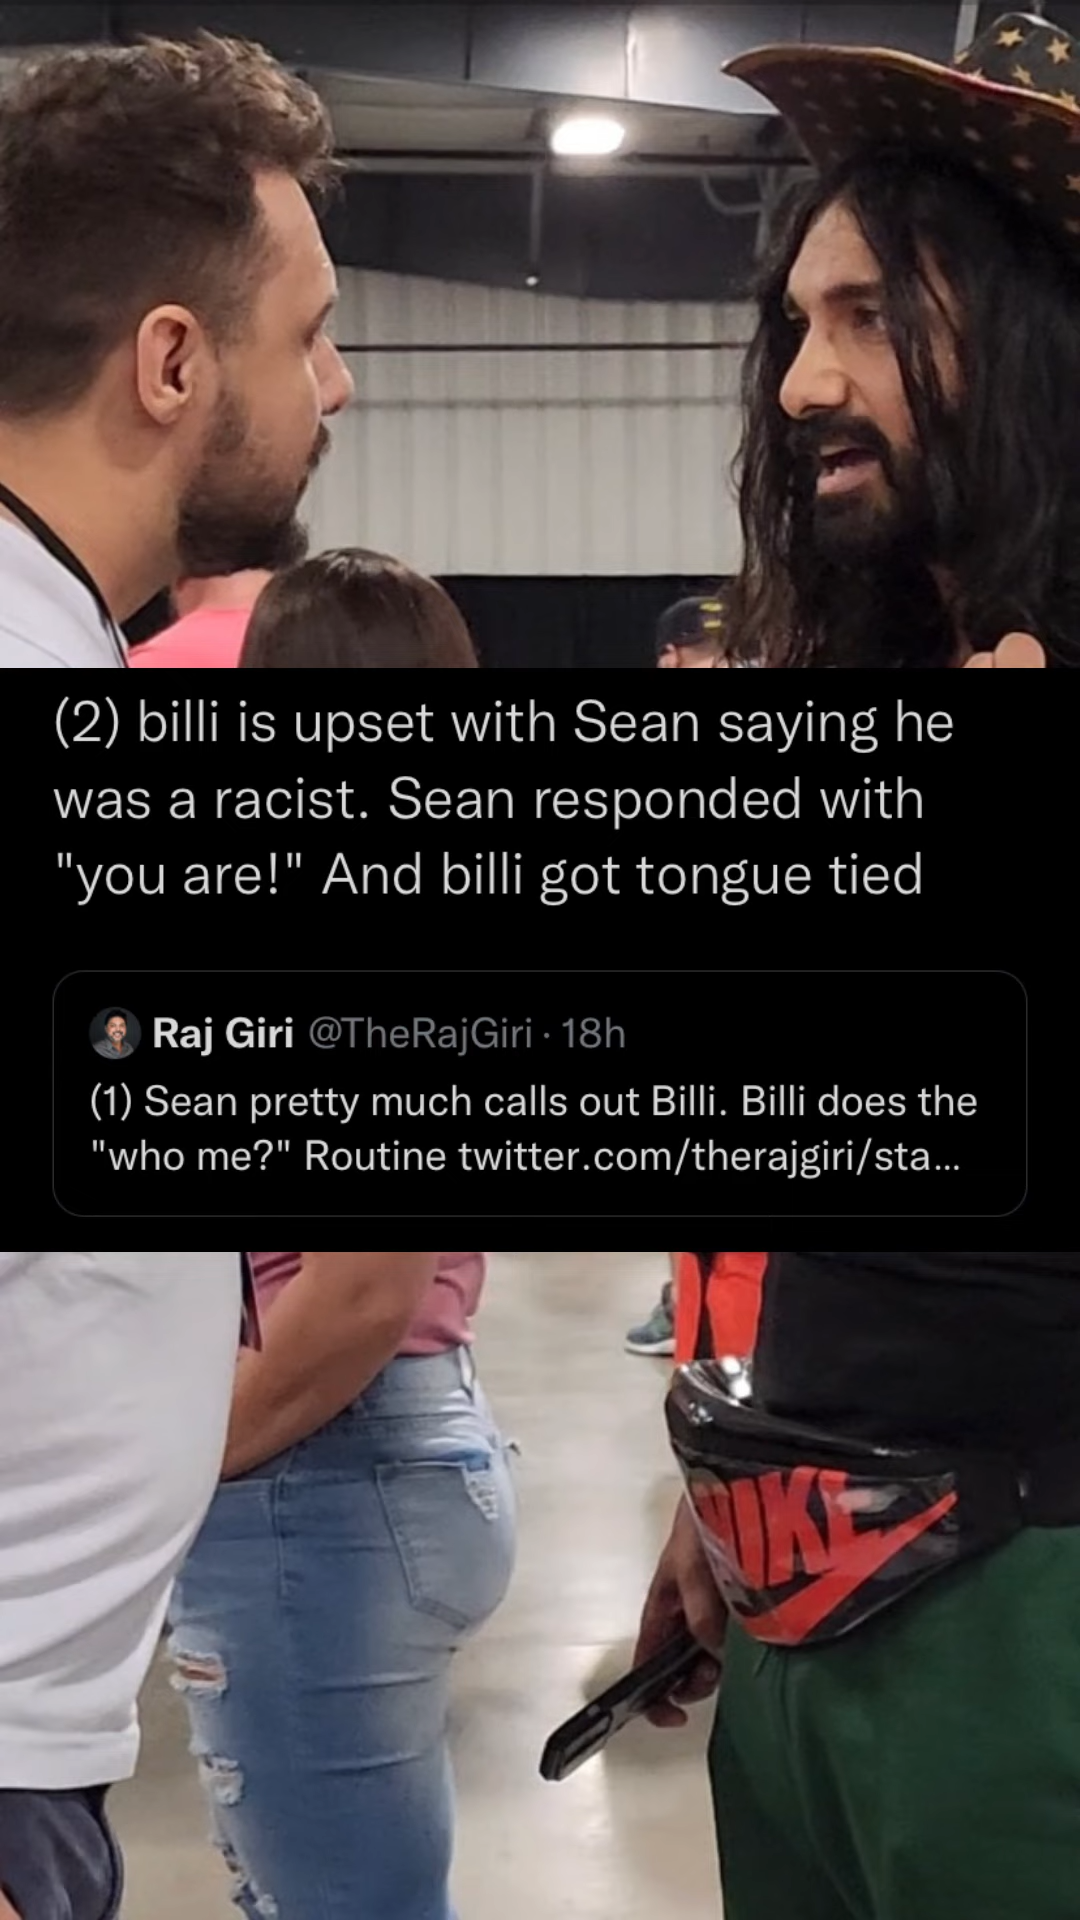 (2) billi is upset with Sean saying he
was a racist. Sean responded with
"you are!" And billi got tongue tied
Raj Giri @TheRajGiri · 18h
(1) Sean pretty much calls out Billi. Billi does the
"who me?" Routine twitter.com/therajgiri/sta...
NIKE